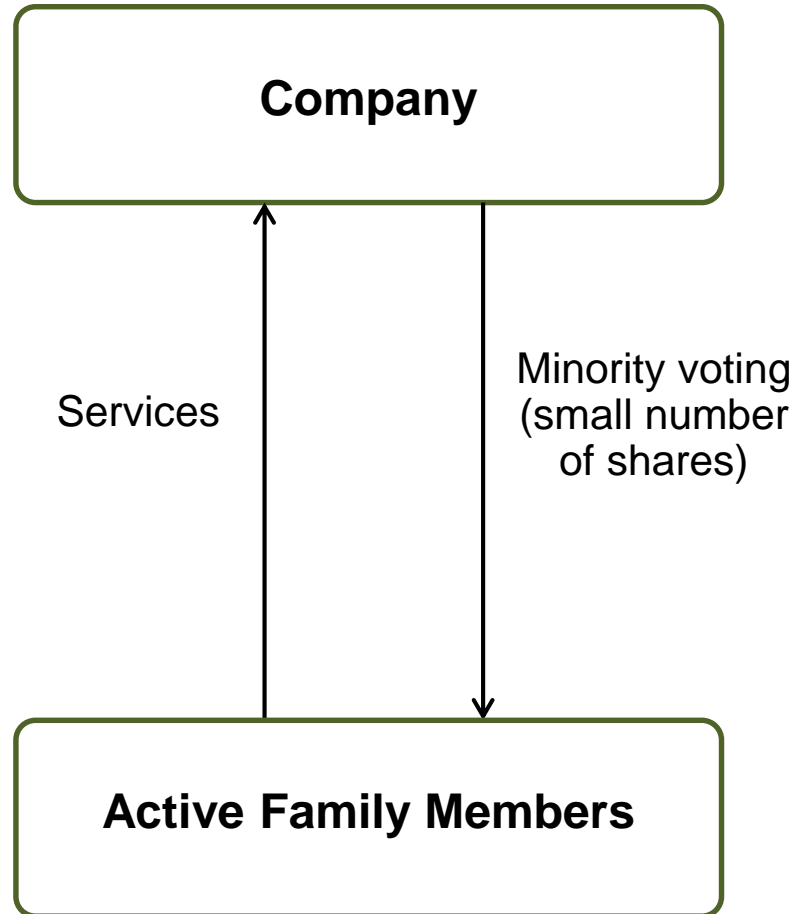 Company
Services
Minority voting
(small number
of shares)
Active Family Members